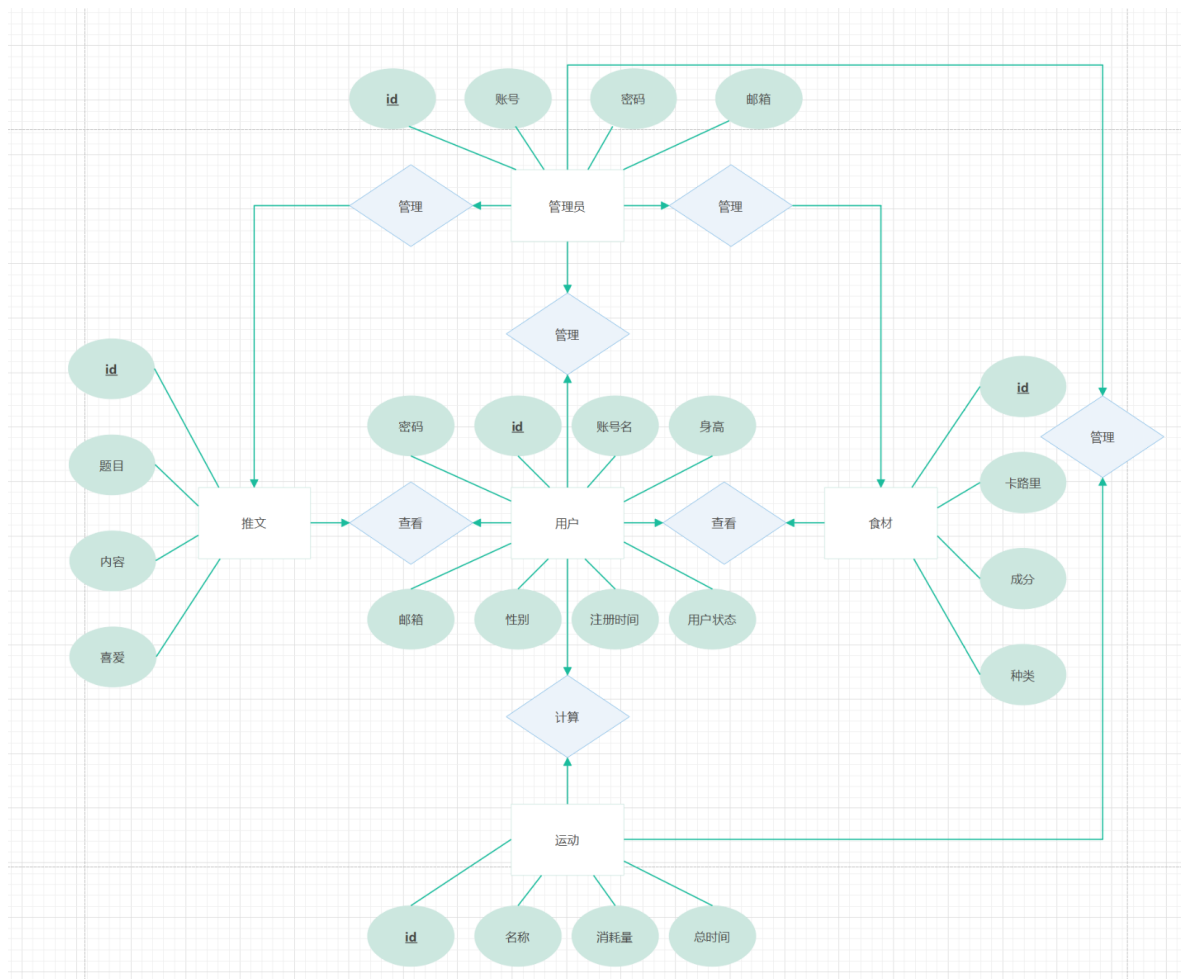 id
账号
密码
邮箱
管理
管理员
管理
管理
id
id
密码
id
账号名
身高
管理
题目
卡路里
推文
查看
用户
查看
食材
内容
成分
邮箱
性别
注册时间
用户状态
喜爱
种类
计算
运动
id
名称
消耗量
总时间